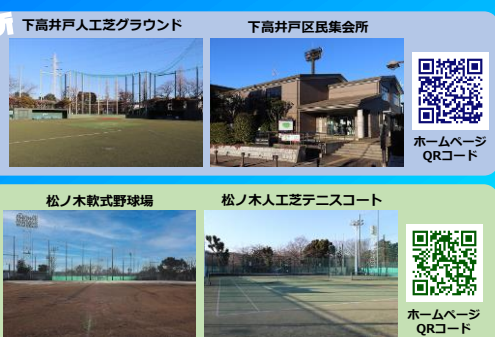 所
下高井戸人工芝グラウンド
下高井戸区民集会所
ホームページ
QRコード
松ノ木軟式野球場
松ノ木人工芝テニスコート
ホームページ
QRコード